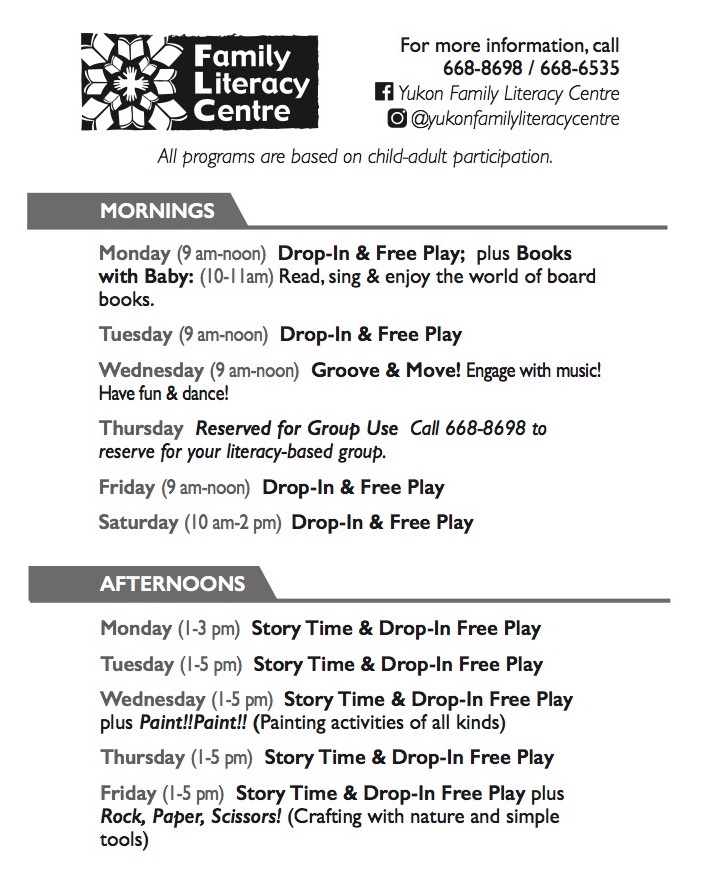 Family
Literacy
Centre
For more information, call
668-8698 / 668-6535
Yukon Family Literacy Centre
@yukonfamilyliteracycentre
All programs are based on child-adult participation.
MORNINGS
Monday (9 am-noon) Drop-In & Free Play; plus Books
with Baby: (10-11am) Read, sing & enjoy the world of board
books.
Tuesday (9 am-noon) Drop-In & Free Play
Wednesday (9 am-noon) Groove & Move! Engage with music!
Have fun & dance!
Thursday Reserved for Group Use Call 668-8698 to
reserve for your literacy-based group.
Friday (9 am-noon) Drop-In & Free Play
Saturday (10 am-2 pm) Drop-In & Free Play
AFTERNOONS
Monday (1-3 pm) Story Time & Drop-In Free Play
Tuesday (1-5 pm) Story Time & Drop-In Free Play
Wednesday (1-5 pm) Story Time & Drop-In Free Play
plus Paint!!Paint!! (Painting activities of all kinds)
Thursday (1-5 pm) Story Time & Drop-In Free Play
Friday (1-5 pm) Story Time & Drop-In Free Play plus
Rock, Paper, Scissors! (Crafting with nature and simple
tools)